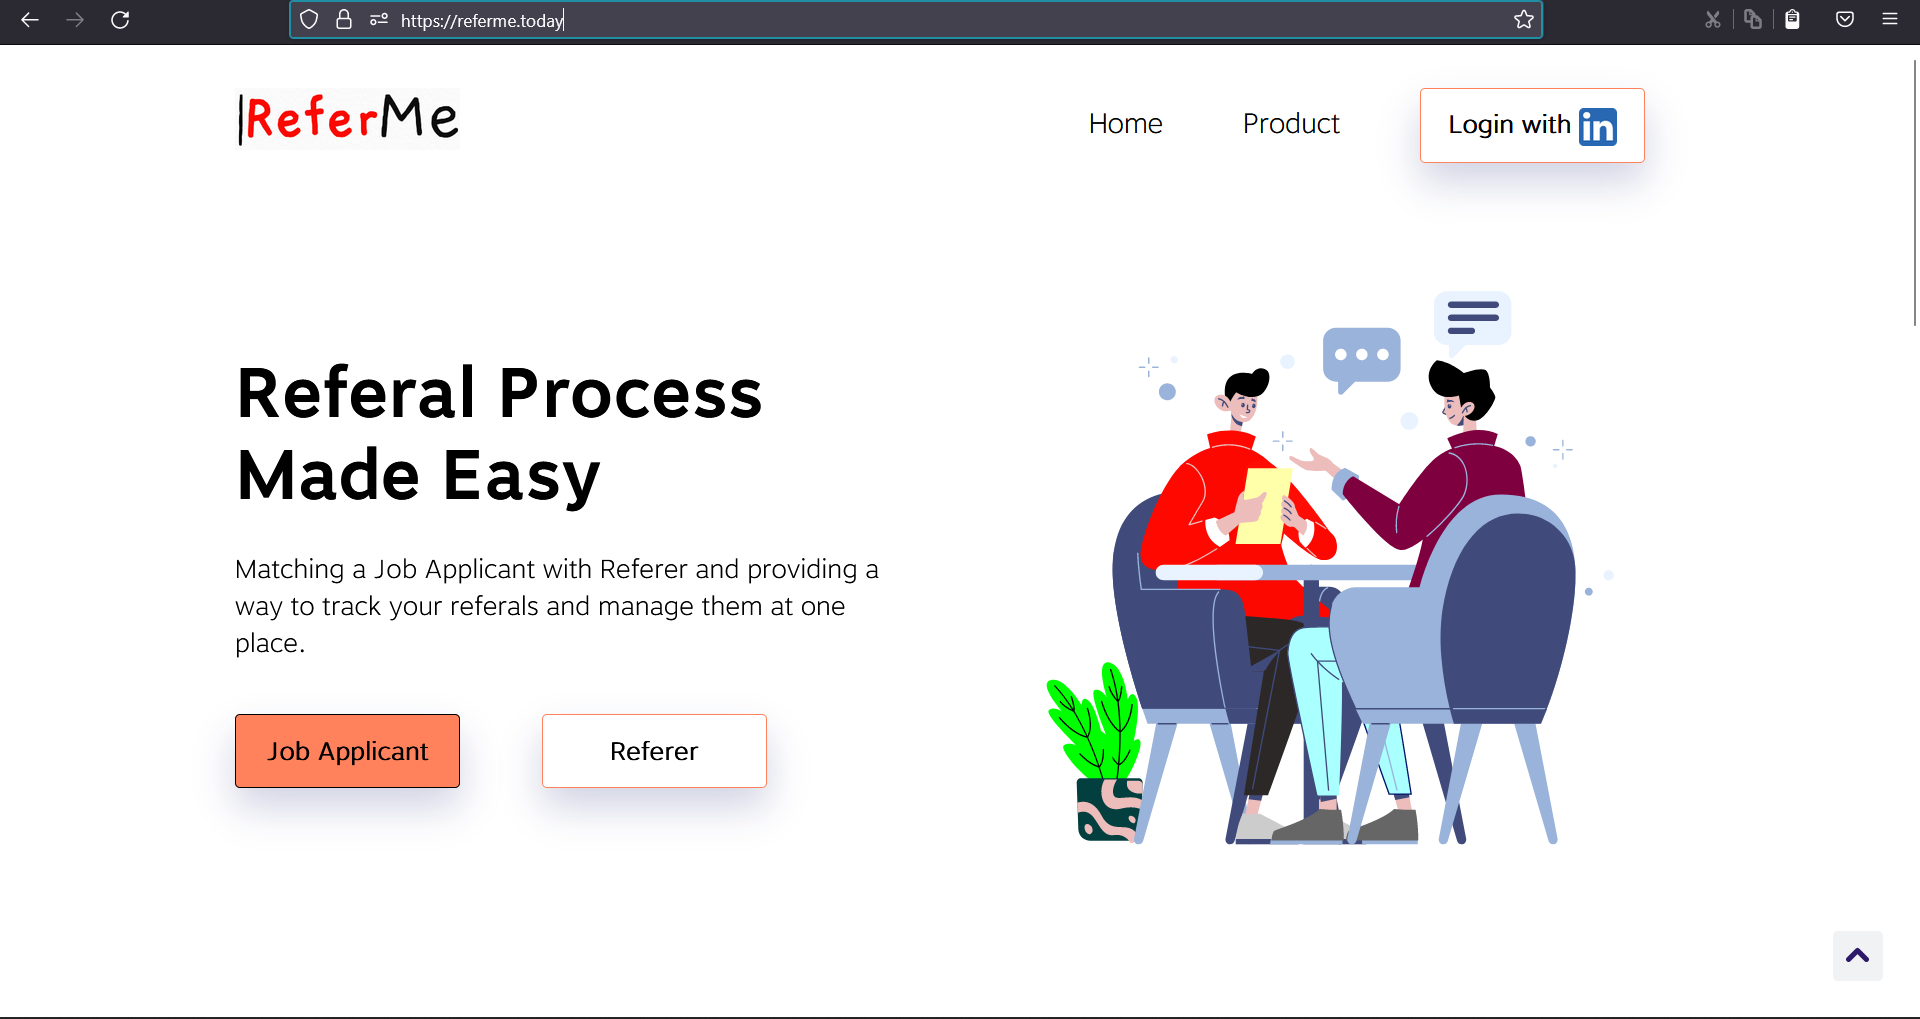 https://referme.today
ReferMe
Home
Product
Login with in
Referal Process
Made Easy
Matching a Job Applicant with Referer and providing a
way to track your referals and manage them at one
place.
Job Applicant
Referer